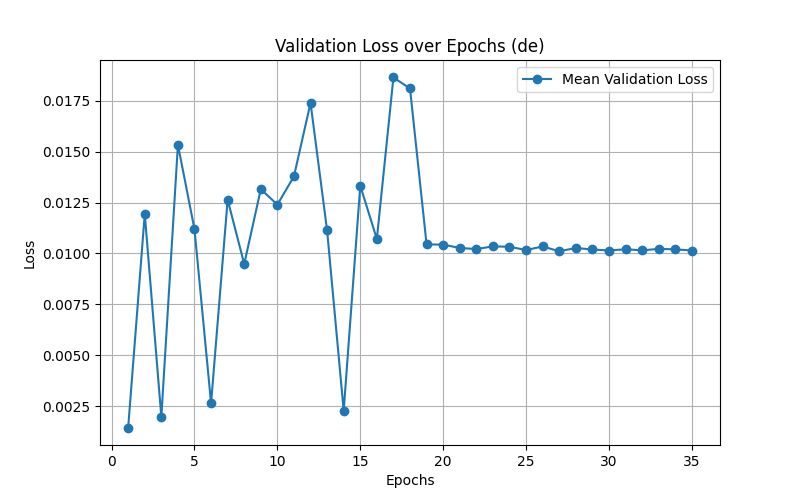 Validation Loss over Epochs (de)
Mean Validation Loss
0.0175
0.0150
0.0125
0.0100
0.0075
0.0050
0.0025
Loss
0 5 10 15 20 25 30 35
Epochs